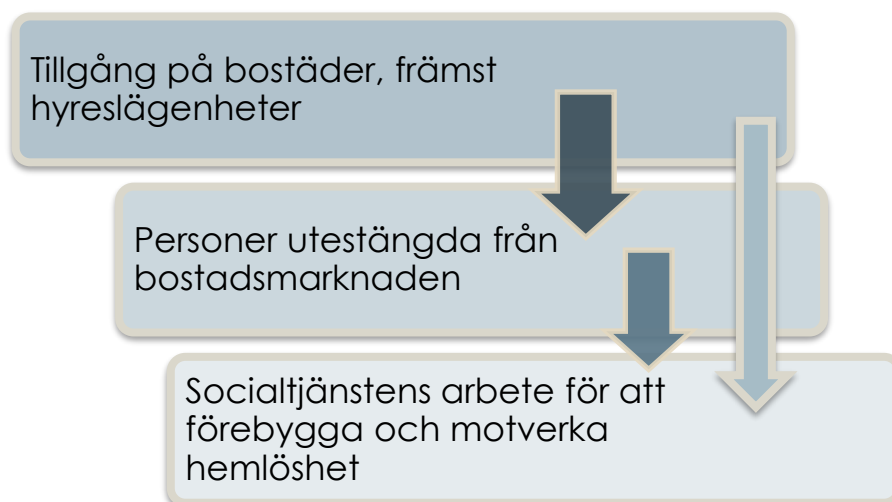 Tillgång på bostäder, främst
hyreslägenheter
Personer utestängda från
bostadsmarknaden
Socialtjänstens arbete för att
förebygga och motverka
hemlöshet